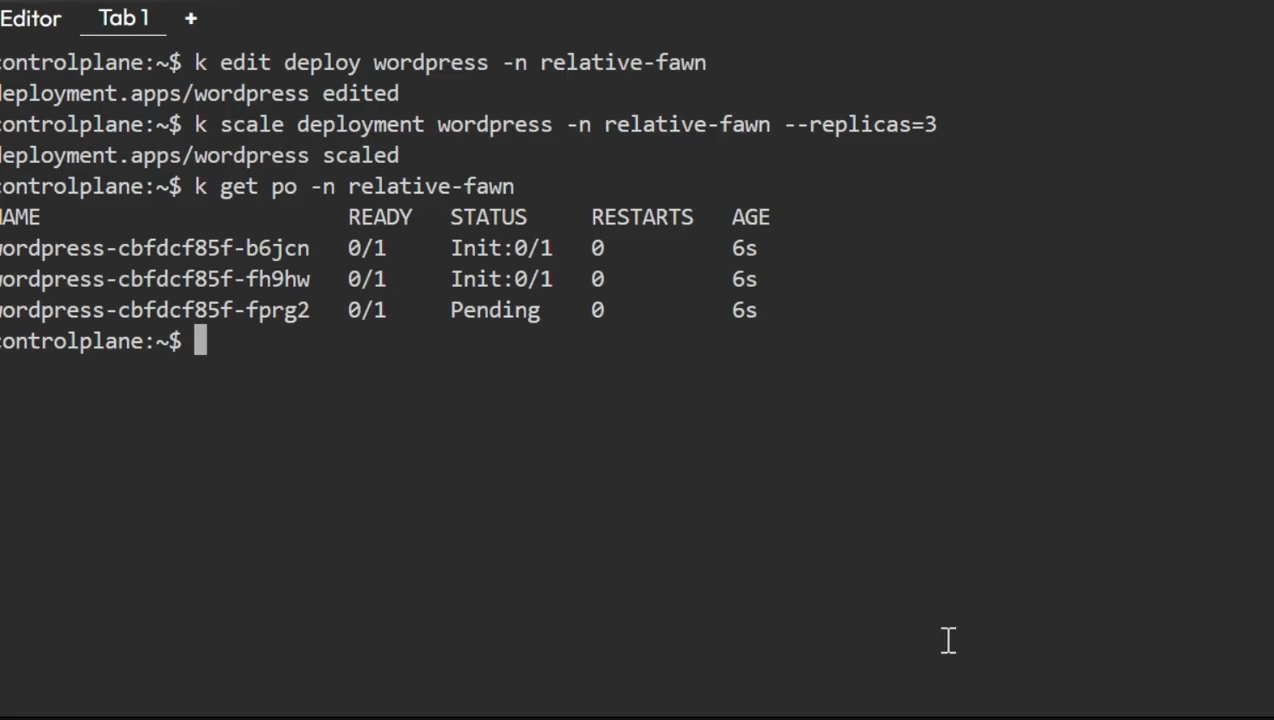 Editor Tab 1 +
controlplane:~$ k edit deploy wordpress -n relative-fawn
deployment.apps/wordpress edited
controlplane:~$ k scale deployment wordpress -n relative-fawn --replicas=3
deployment.apps/wordpress scaled
controlplane:~$ k get po -n relative-fawn
NAME READY STATUS RESTARTS AGE
wordpress-cbfdcf85f-b6jcn 0/1 Init:0/1 0 6s
wordpress-cbfdcf85f-fh9hw 0/1 Init:0/1 0 6s
wordpress-cbfdcf85f-fprg2 0/1 Pending 0 6s
controlplane:~$